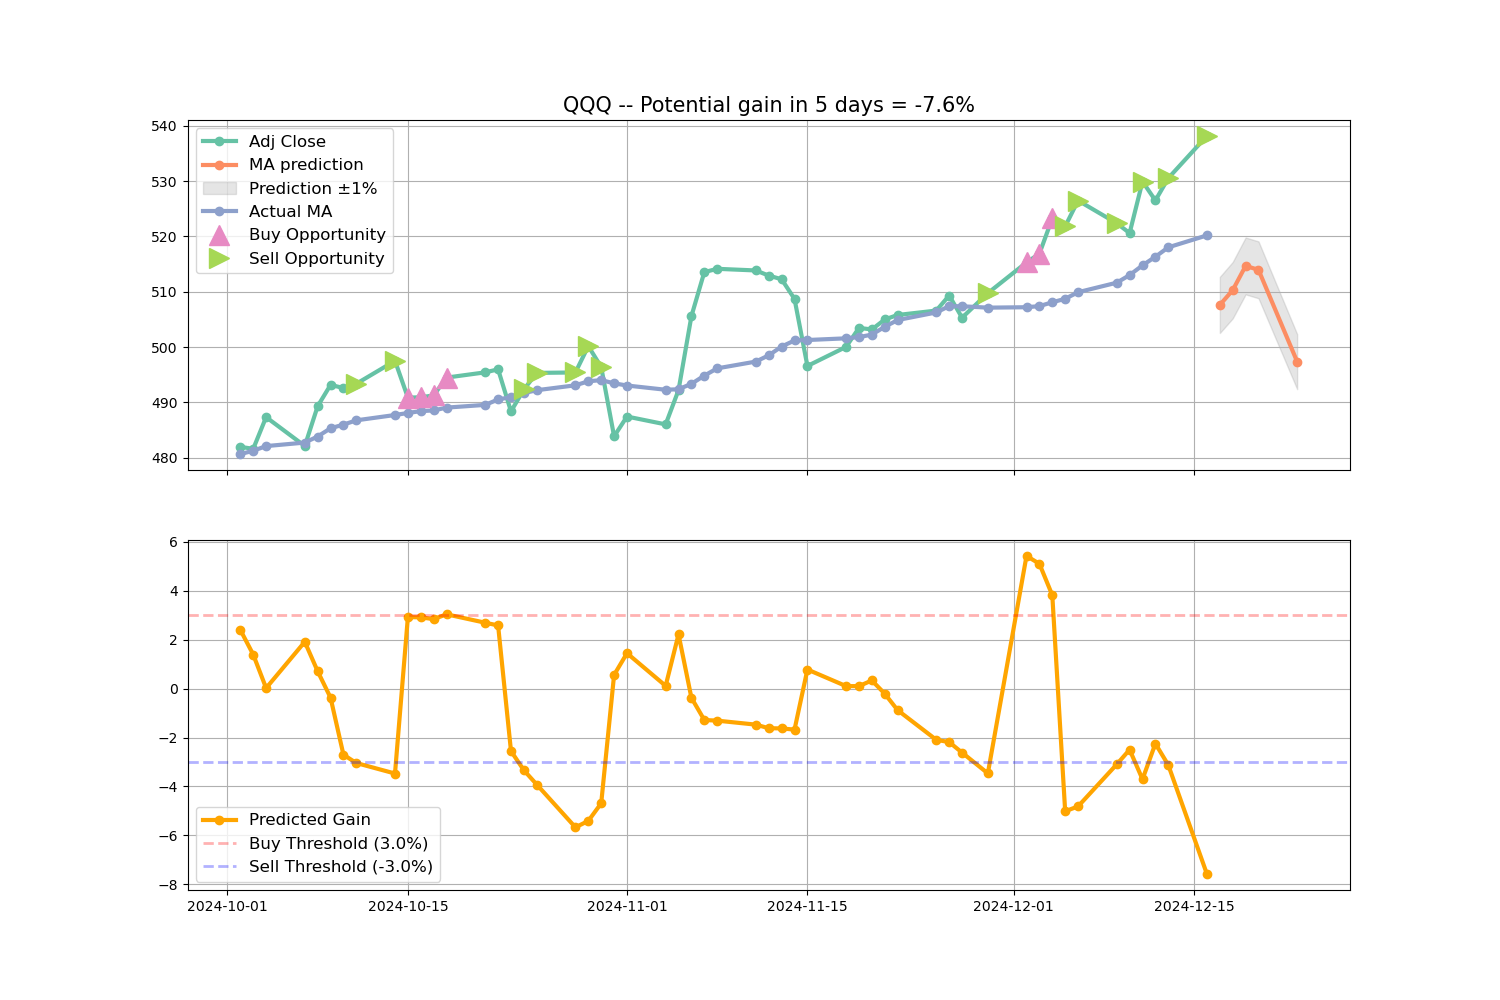 QQQ -- Potential gain in 5 days = -7.6%
540
530
520
510
500
490
480
Adj Close
MA prediction
Prediction ±1%
Actual MA
Buy Opportunity
Sell Opportunity
6
4
2
0
−2
−4
−6
−8
Predicted Gain
Buy Threshold (3.0%)
Sell Threshold (-3.0%)
2024-10-01
2024-10-15
2024-11-01
2024-11-15
2024-12-01
2024-12-15